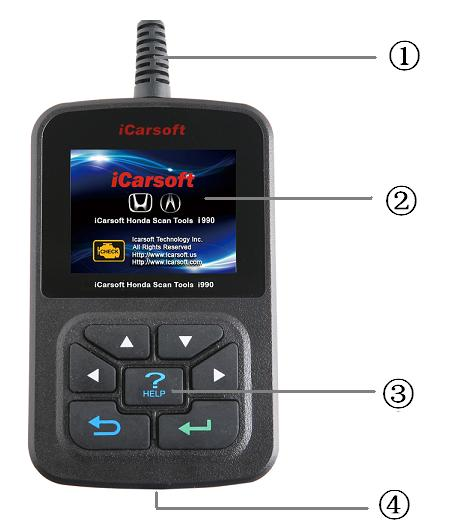 ①
iCarsoft
iCarsoft
②
iCarsoft Honda Scan Tools i990
CHECK
Icarsoft Technology Inc.
All Rights Reserved
Http://www.icarsoft.us
Http://www.icarsoft.com
iCarsoft Honda Scan Tools i990
?
HELP
③
④